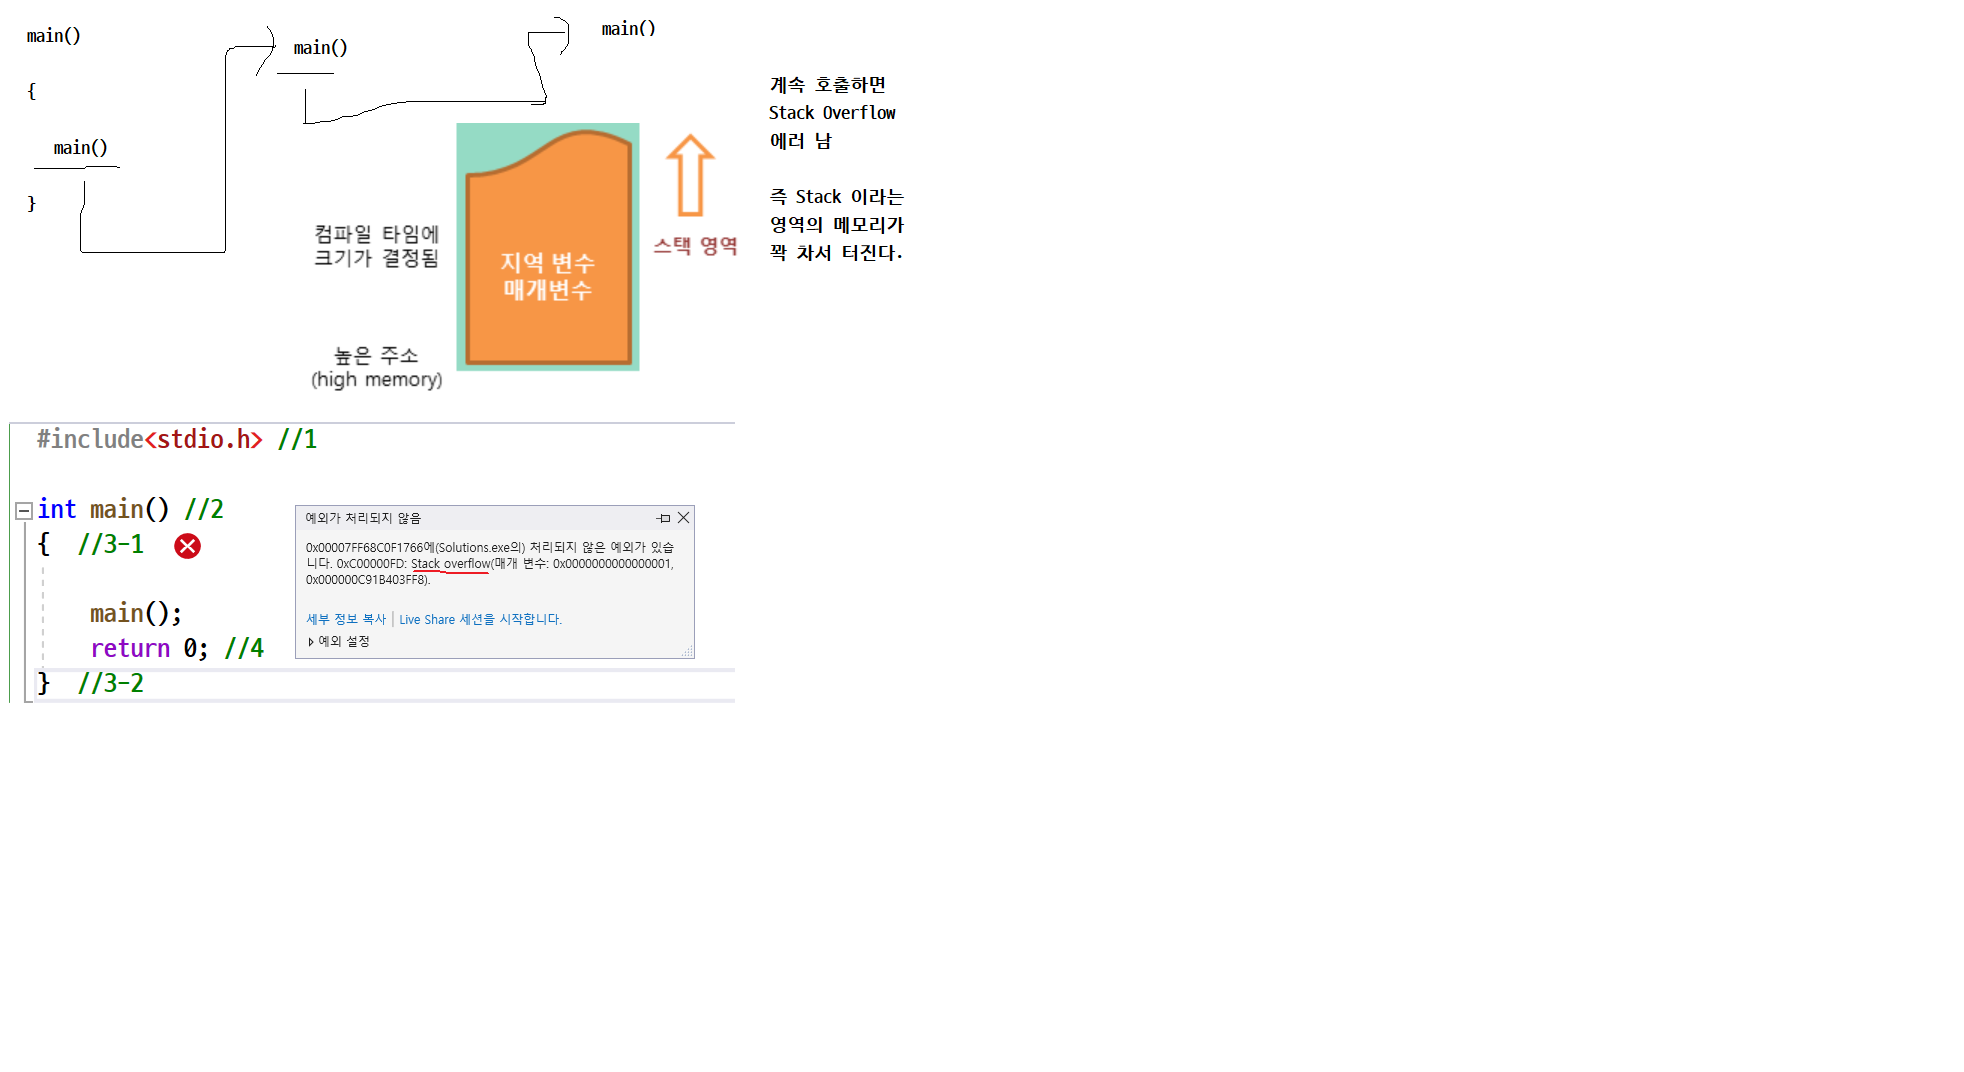 main()
{
main()
}
main()
main()
계속 호출하면
Stack Overflow
에러 남
즉 Stack 이라는
영역의 메모리가
꽉 차서 터진다.
컴파일 타임에
크기가 결정됨
지역 변수
매개변수
스택 영역
높은 주소
(high memory)
#include<stdio.h> //1
int main() //2
{ //3-1
main();
return 0; //4
} //3-2
예외가 처리되지 않음
0x00007FF68C0F1766에(Solutions.exe의) 처리되지 않은 예외가 있습
니다. 0xC00000FD: Stack overflow(매개 변수: 0x0000000000000001,
0x000000C91B403FF8).
세부 정보 복사 | Live Share 세션을 시작합니다.
예외 설정